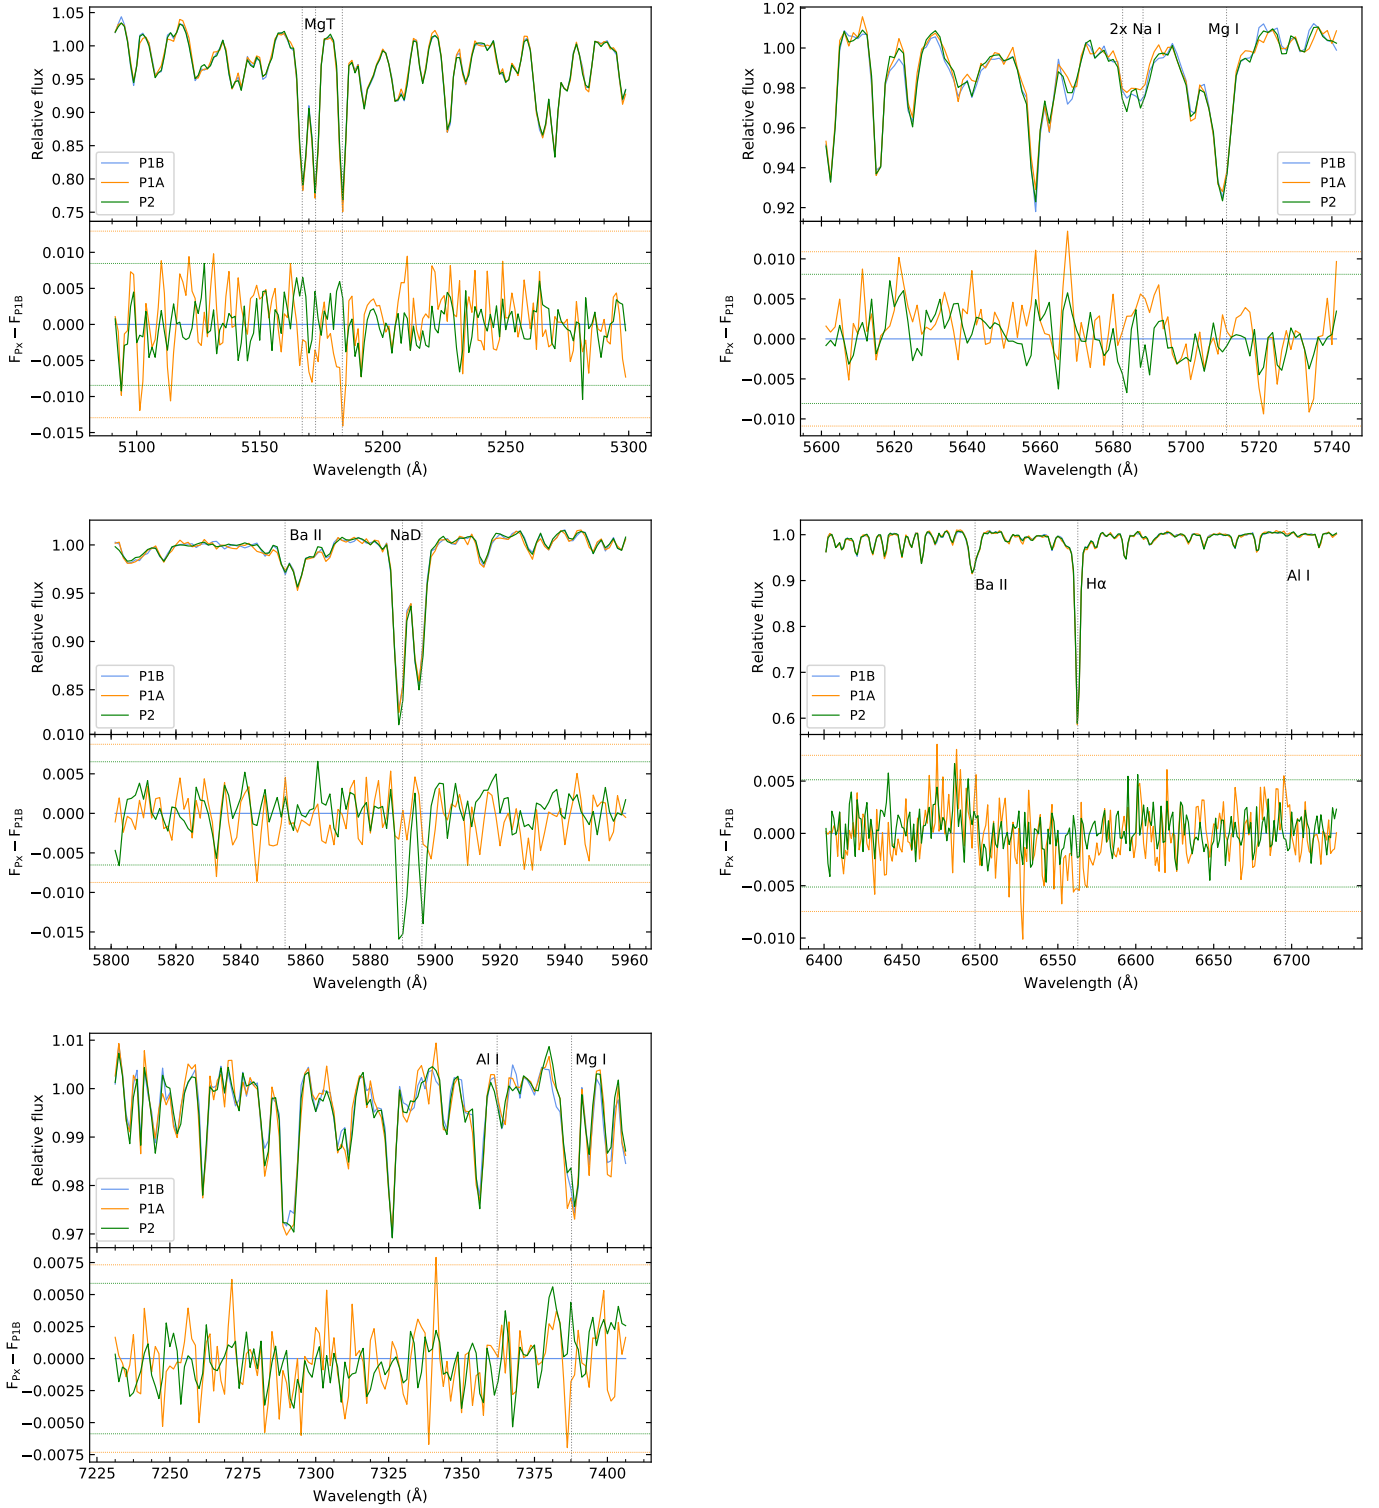 1.05
1.00
0.95
0.90
0.85
0.80
0.75
Relative flux
MgT
P1B
P1A
P2
0.010
0.005
0.000
−0.005
−0.010
−0.015
F_Px − F_P1B
5100 5150 5200 5250 5300
Wavelength (Å)
1.02
1.00
0.98
0.96
0.94
0.92
Relative flux
2x Na I Mg I
P1B
P1A
P2
0.010
0.005
0.000
−0.005
−0.010
F_Px − F_P1B
5600 5620 5640 5660 5680 5700 5720 5740
Wavelength (Å)
1.00
0.95
0.90
0.85
Relative flux
Ba II NaD
P1B
P1A
P2
0.010
0.005
0.000
−0.005
−0.010
−0.015
F_Px − F_P1B
5800 5820 5840 5860 5880 5900 5920 5940 5960
Wavelength (Å)
1.0
0.9
0.8
0.7
0.6
Relative flux
Ba II Hα Al I
P1B
P1A
P2
0.005
0.000
−0.005
−0.010
F_Px − F_P1B
6400 6450 6500 6550 6600 6650 6700
Wavelength (Å)
1.01
1.00
0.99
0.98
0.97
Relative flux
Al I Mg I
P1B
P1A
P2
0.0075
0.0050
0.0025
0.0000
−0.0025
−0.0050
−0.0075
F_Px − F_P1B
7225 7250 7275 7300 7325 7350 7375 7400
Wavelength (Å)